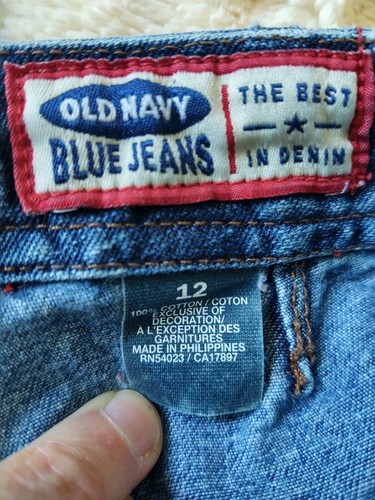 OLD NAVY
BLUE JEANS
THE BEST
IN DENIM
12
100% COTTON / COTON
EXCLUSIVE OF
DECORATION/
A L'EXCEPTION DES
GARNITURES
MADE IN PHILIPPINES
RN54023 / CA17897